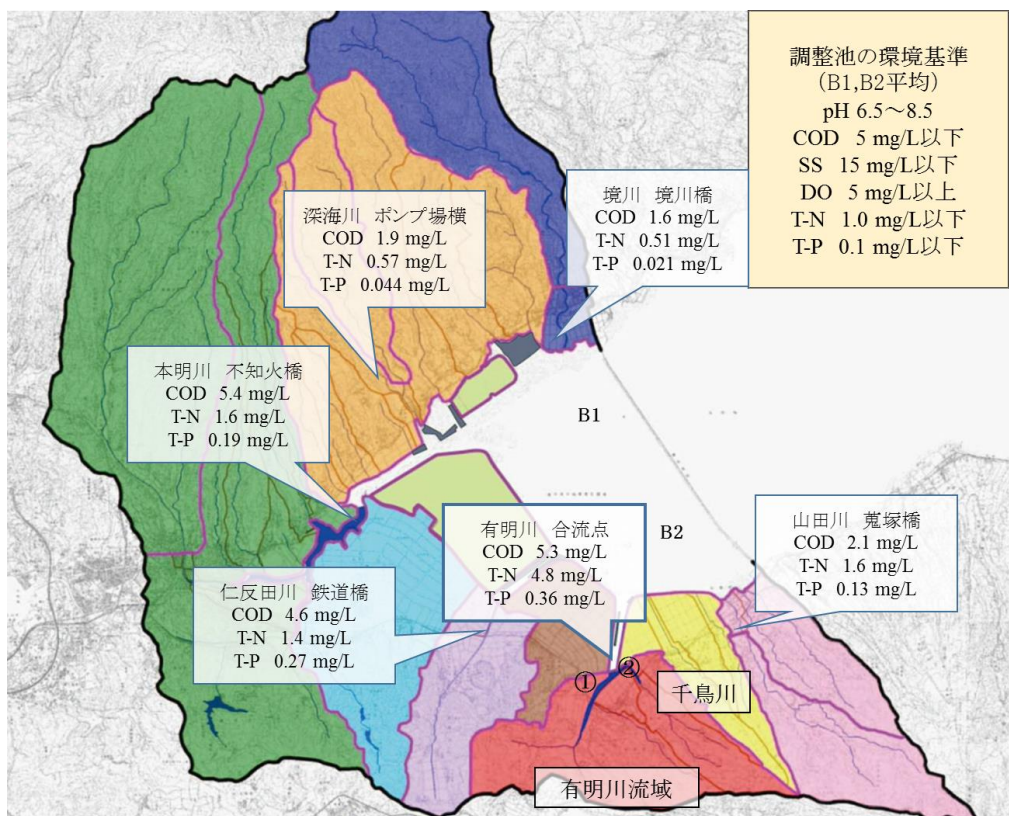 調整池の環境基準
(B1,B2平均)
pH 6.5～8.5
COD 5 mg/L以下
SS 15 mg/L以下
DO 5 mg/L以上
T-N 1.0 mg/L以下
T-P 0.1 mg/L以下
境川 境川橋
COD 1.6 mg/L
T-N 0.51 mg/L
T-P 0.021 mg/L
深海川 ポンプ場横
COD 1.9 mg/L
T-N 0.57 mg/L
T-P 0.044 mg/L
本明川 不知火橋
COD 5.4 mg/L
T-N 1.6 mg/L
T-P 0.19 mg/L
B1
B2
有明川 合流点
COD 5.3 mg/L
T-N 4.8 mg/L
T-P 0.36 mg/L
山田川 蒐塚橋
COD 2.1 mg/L
T-N 1.6 mg/L
T-P 0.13 mg/L
仁反田川 鉄道橋
COD 4.6 mg/L
T-N 1.4 mg/L
T-P 0.27 mg/L
①
千鳥川
有明川流域